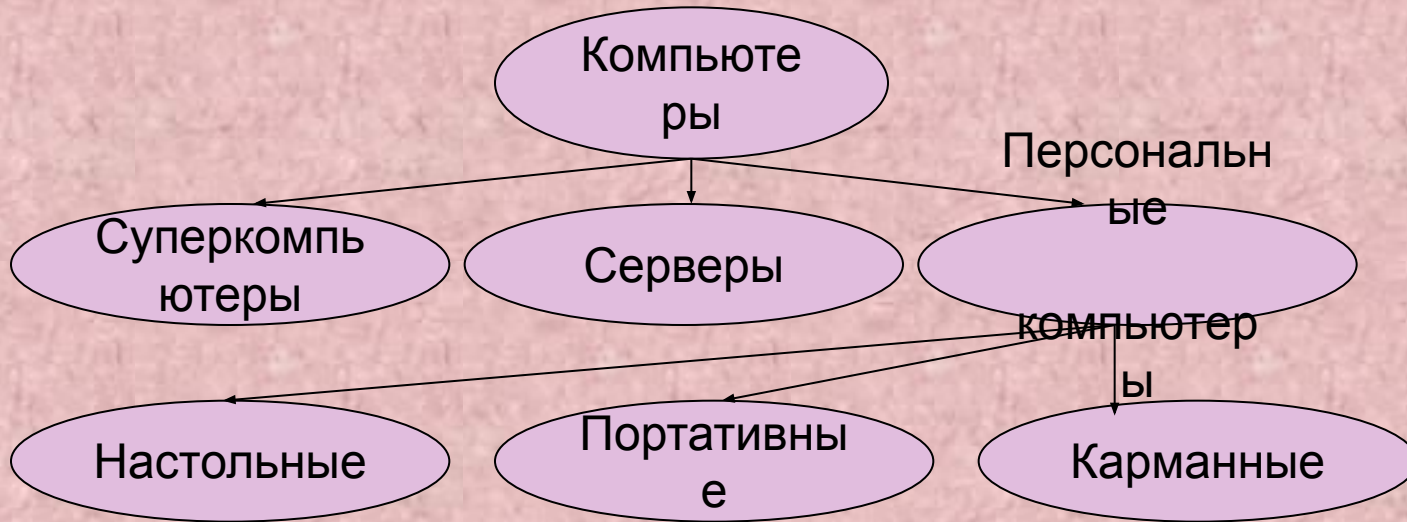 Компьюте
ры
Суперкомпь
ютеры
Серверы
Персональн
ые
компьютер
ы
Настольные
Портативны
е
Карманные